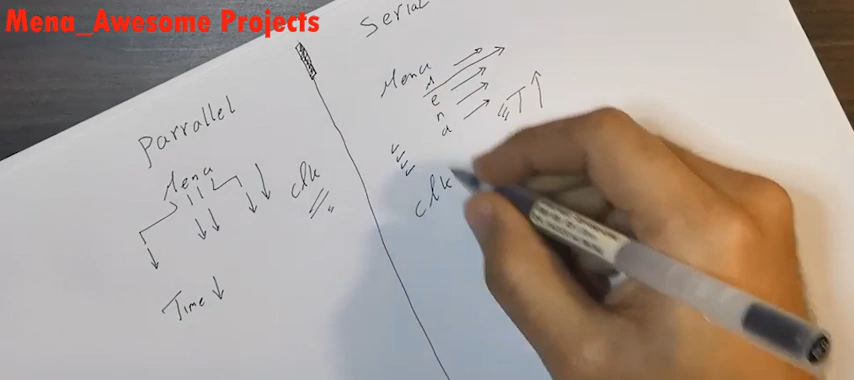 Mena_Awesome Projects
Serial
Parrallel
Mena
clk
Time ↓
Mena
M
e
n
a
T ↑
clk